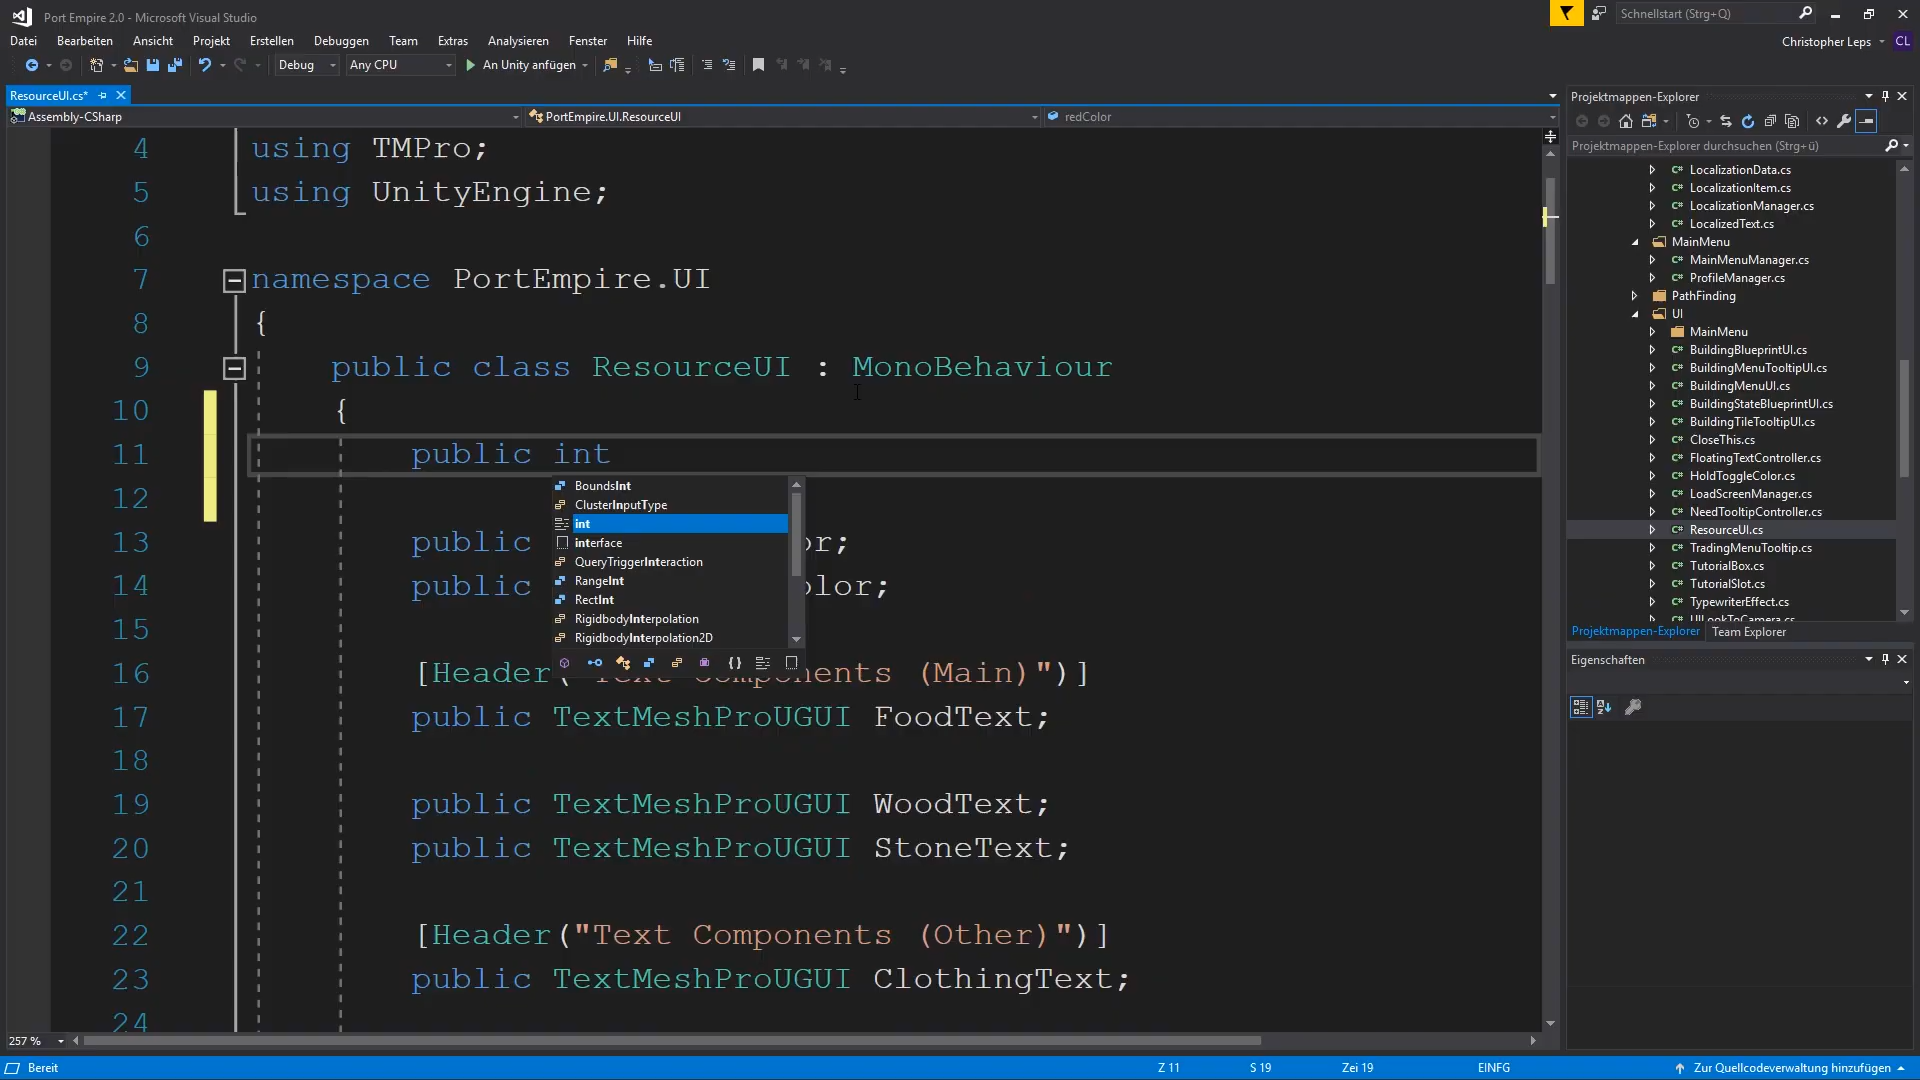 Port Empire 2.0 - Microsoft Visual Studio
Schnellstart (Strg+Q)
Datei Bearbeiten Ansicht Projekt Erstellen Debuggen Team Extras Analysieren Fenster Hilfe
Christopher Leps CL
Debug Any CPU An Unity anfügen
ResourceUI.cs*
Assembly-CSharp PortEmpire.UI.ResourceUI redColor
4 using TMPro;
5 using UnityEngine;
6
7 namespace PortEmpire.UI
8 {
9 public class ResourceUI : MonoBehaviour
10 {
11 public int
12
13 public or;
14 public olor;
15
16 [Header("Text Components (Main)")]
17 public TextMeshProUGUI FoodText;
18
19 public TextMeshProUGUI WoodText;
20 public TextMeshProUGUI StoneText;
21
22 [Header("Text Components (Other)")]
23 public TextMeshProUGUI ClothingText;
24
BoundsInt
ClusterInputType
int
interface
QueryTriggerInteraction
RangeInt
RectInt
RigidbodyInterpolation
RigidbodyInterpolation2D
257 %
Projektmappen-Explorer
Projektmappen-Explorer durchsuchen (Strg+ü)
LocalizationData.cs
LocalizationItem.cs
LocalizationManager.cs
LocalizedText.cs
MainMenu
MainMenuManager.cs
ProfileManager.cs
PathFinding
UI
MainMenu
BuildingBlueprintUI.cs
BuildingMenuTooltipUI.cs
BuildingMenuUI.cs
BuildingStateBlueprintUI.cs
BuildingTileTooltipUI.cs
CloseThis.cs
FloatingTextController.cs
HoldToggleColor.cs
LoadScreenManager.cs
NeedTooltipController.cs
ResourceUI.cs
TradingMenuTooltip.cs
TutorialBox.cs
TutorialSlot.cs
TypewriterEffect.cs
UILookToCamera.cs
Projektmappen-Explorer Team Explorer
Eigenschaften
Bereit Z 11 S 19 Zei 19 EINFG Zur Quellcodeverwaltung hinzufügen